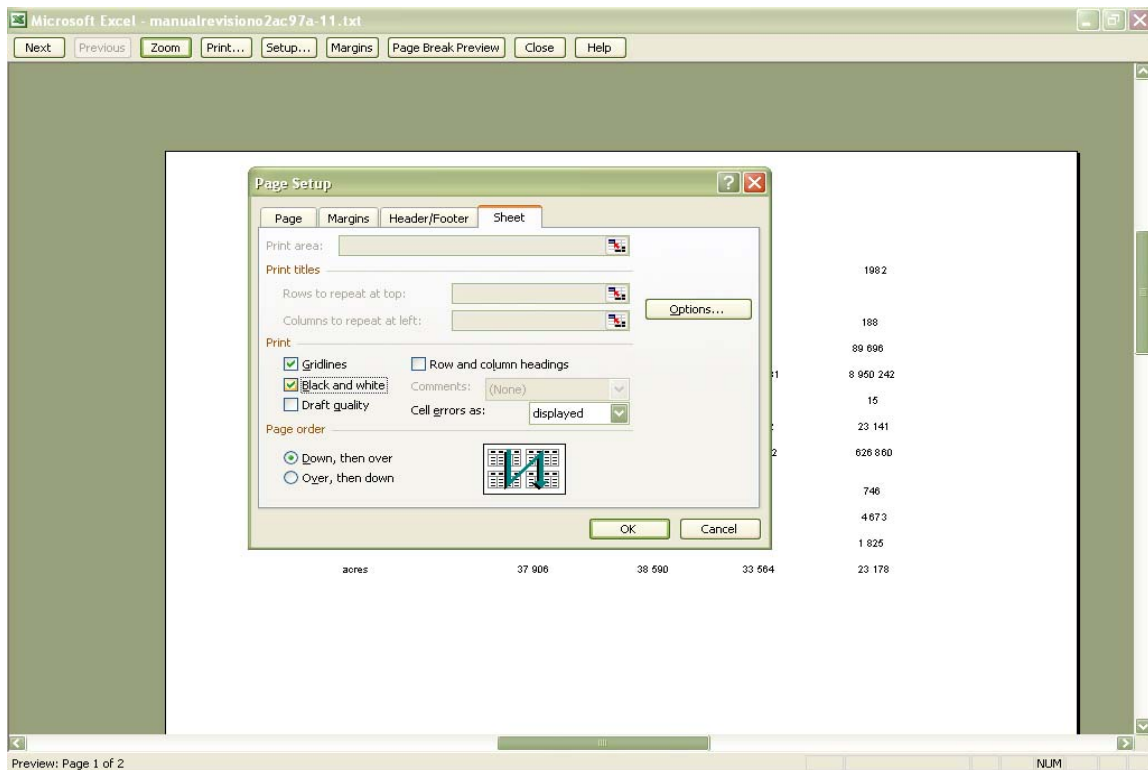 Microsoft Excel - manualrevisiono2ac97a-11.txt
Next Previous Zoom Print... Setup... Margins Page Break Preview Close Help
Page Setup
Page Margins Header/Footer Sheet
Print area:
Print titles
Rows to repeat at top:
Columns to repeat at left:
Options...
Print
Gridlines Row and column headings
Black and white Comments: (None)
Draft quality Cell errors as: displayed
Page order
Down, then over
Over, then down
OK Cancel
1982
188
89 696
8 950 242
15
23 141
626 860
746
4 673
1 825
acres 37 906 38 590 33 564 23 178
Preview: Page 1 of 2 NUM